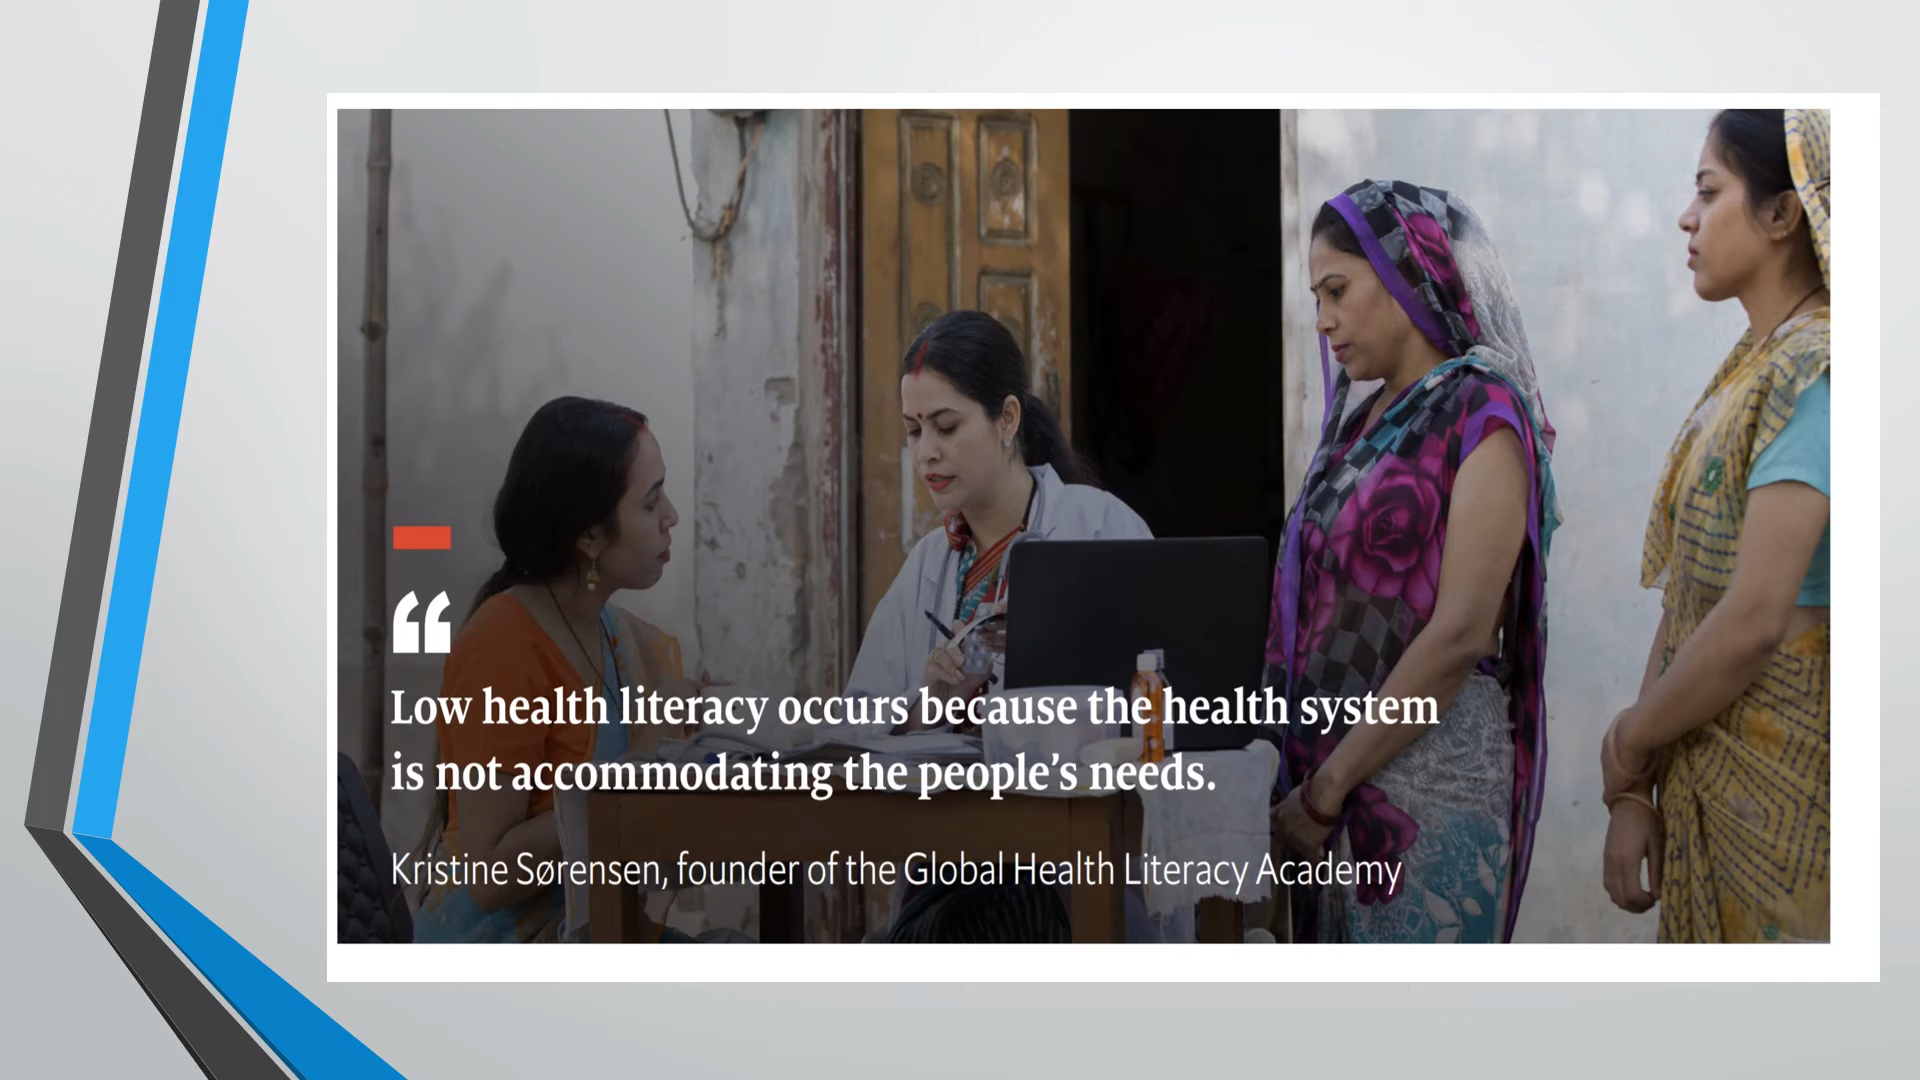 “
Low health literacy occurs because the health system
is not accommodating the people’s needs.
Kristine Sørensen, founder of the Global Health Literacy Academy